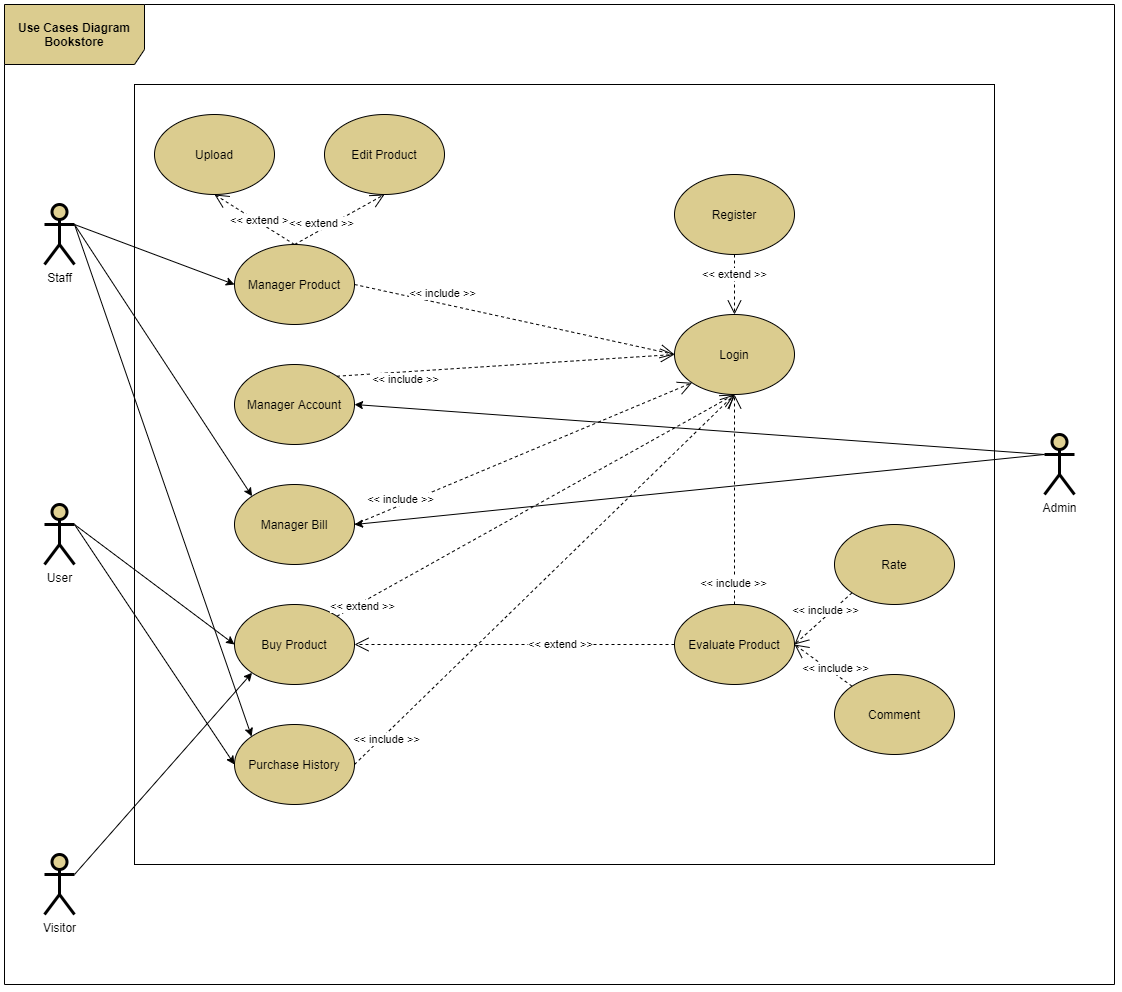 Use Cases Diagram
Bookstore
Upload
Edit Product
Register
<< extend >
<< extend >>
Staff
<< extend >>
Manager Product
<< include >>
Login
<< include >>
Manager Account
Admin
<< include >>
Manager Bill
User
Rate
<< include >>
<< extend >>
<< include >>
Buy Product
<< extend >>
Evaluate Product
<< include >>
Comment
<< include >>
Purchase History
Visitor